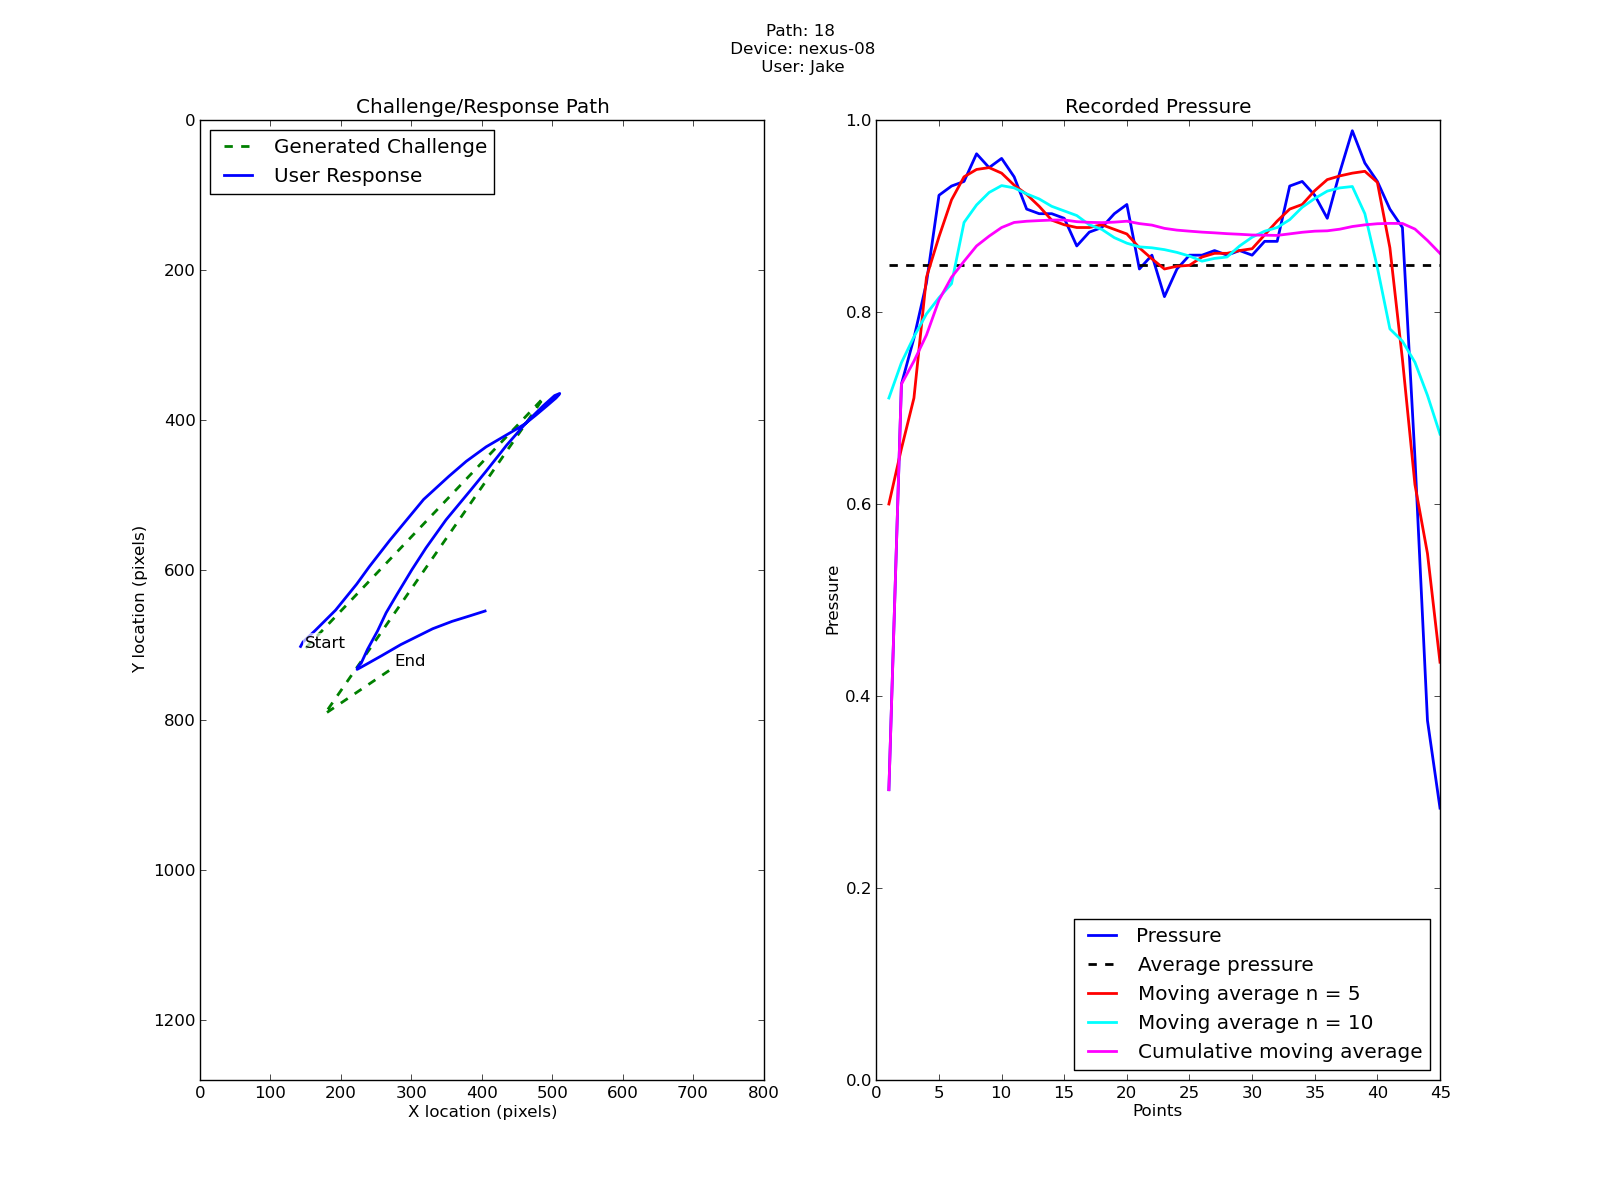 Path: 18
Device: nexus-08
User: Jake
Challenge/Response Path
Generated Challenge
User Response
0
200
400
600
800
1000
1200
Y location (pixels)
Start
End
0 100 200 300 400 500 600 700 800
X location (pixels)
Recorded Pressure
1.0
0.8
0.6
0.4
0.2
0.0
Pressure
Pressure
Average pressure
Moving average n = 5
Moving average n = 10
Cumulative moving average
0 5 10 15 20 25 30 35 40 45
Points